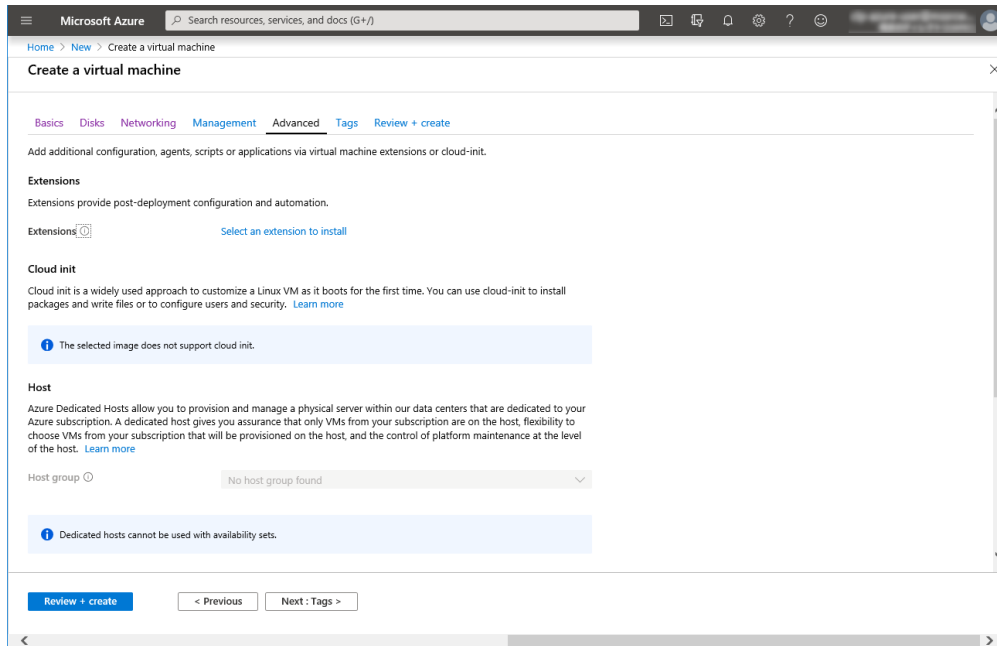 Microsoft Azure
Search resources, services, and docs (G+/)
Home > New > Create a virtual machine
Create a virtual machine
Basics Disks Networking Management Advanced Tags Review + create
Add additional configuration, agents, scripts or applications via virtual machine extensions or cloud-init.
Extensions
Extensions provide post-deployment configuration and automation.
Extensions Select an extension to install
Cloud init
Cloud init is a widely used approach to customize a Linux VM as it boots for the first time. You can use cloud-init to install
packages and write files or to configure users and security. Learn more
The selected image does not support cloud init.
Host
Azure Dedicated Hosts allow you to provision and manage a physical server within our data centers that are dedicated to your
Azure subscription. A dedicated host gives you assurance that only VMs from your subscription are on the host, flexibility to
choose VMs from your subscription that will be provisioned on the host, and the control of platform maintenance at the level
of the host. Learn more
Host group No host group found
Dedicated hosts cannot be used with availability sets.
Review + create < Previous Next : Tags >